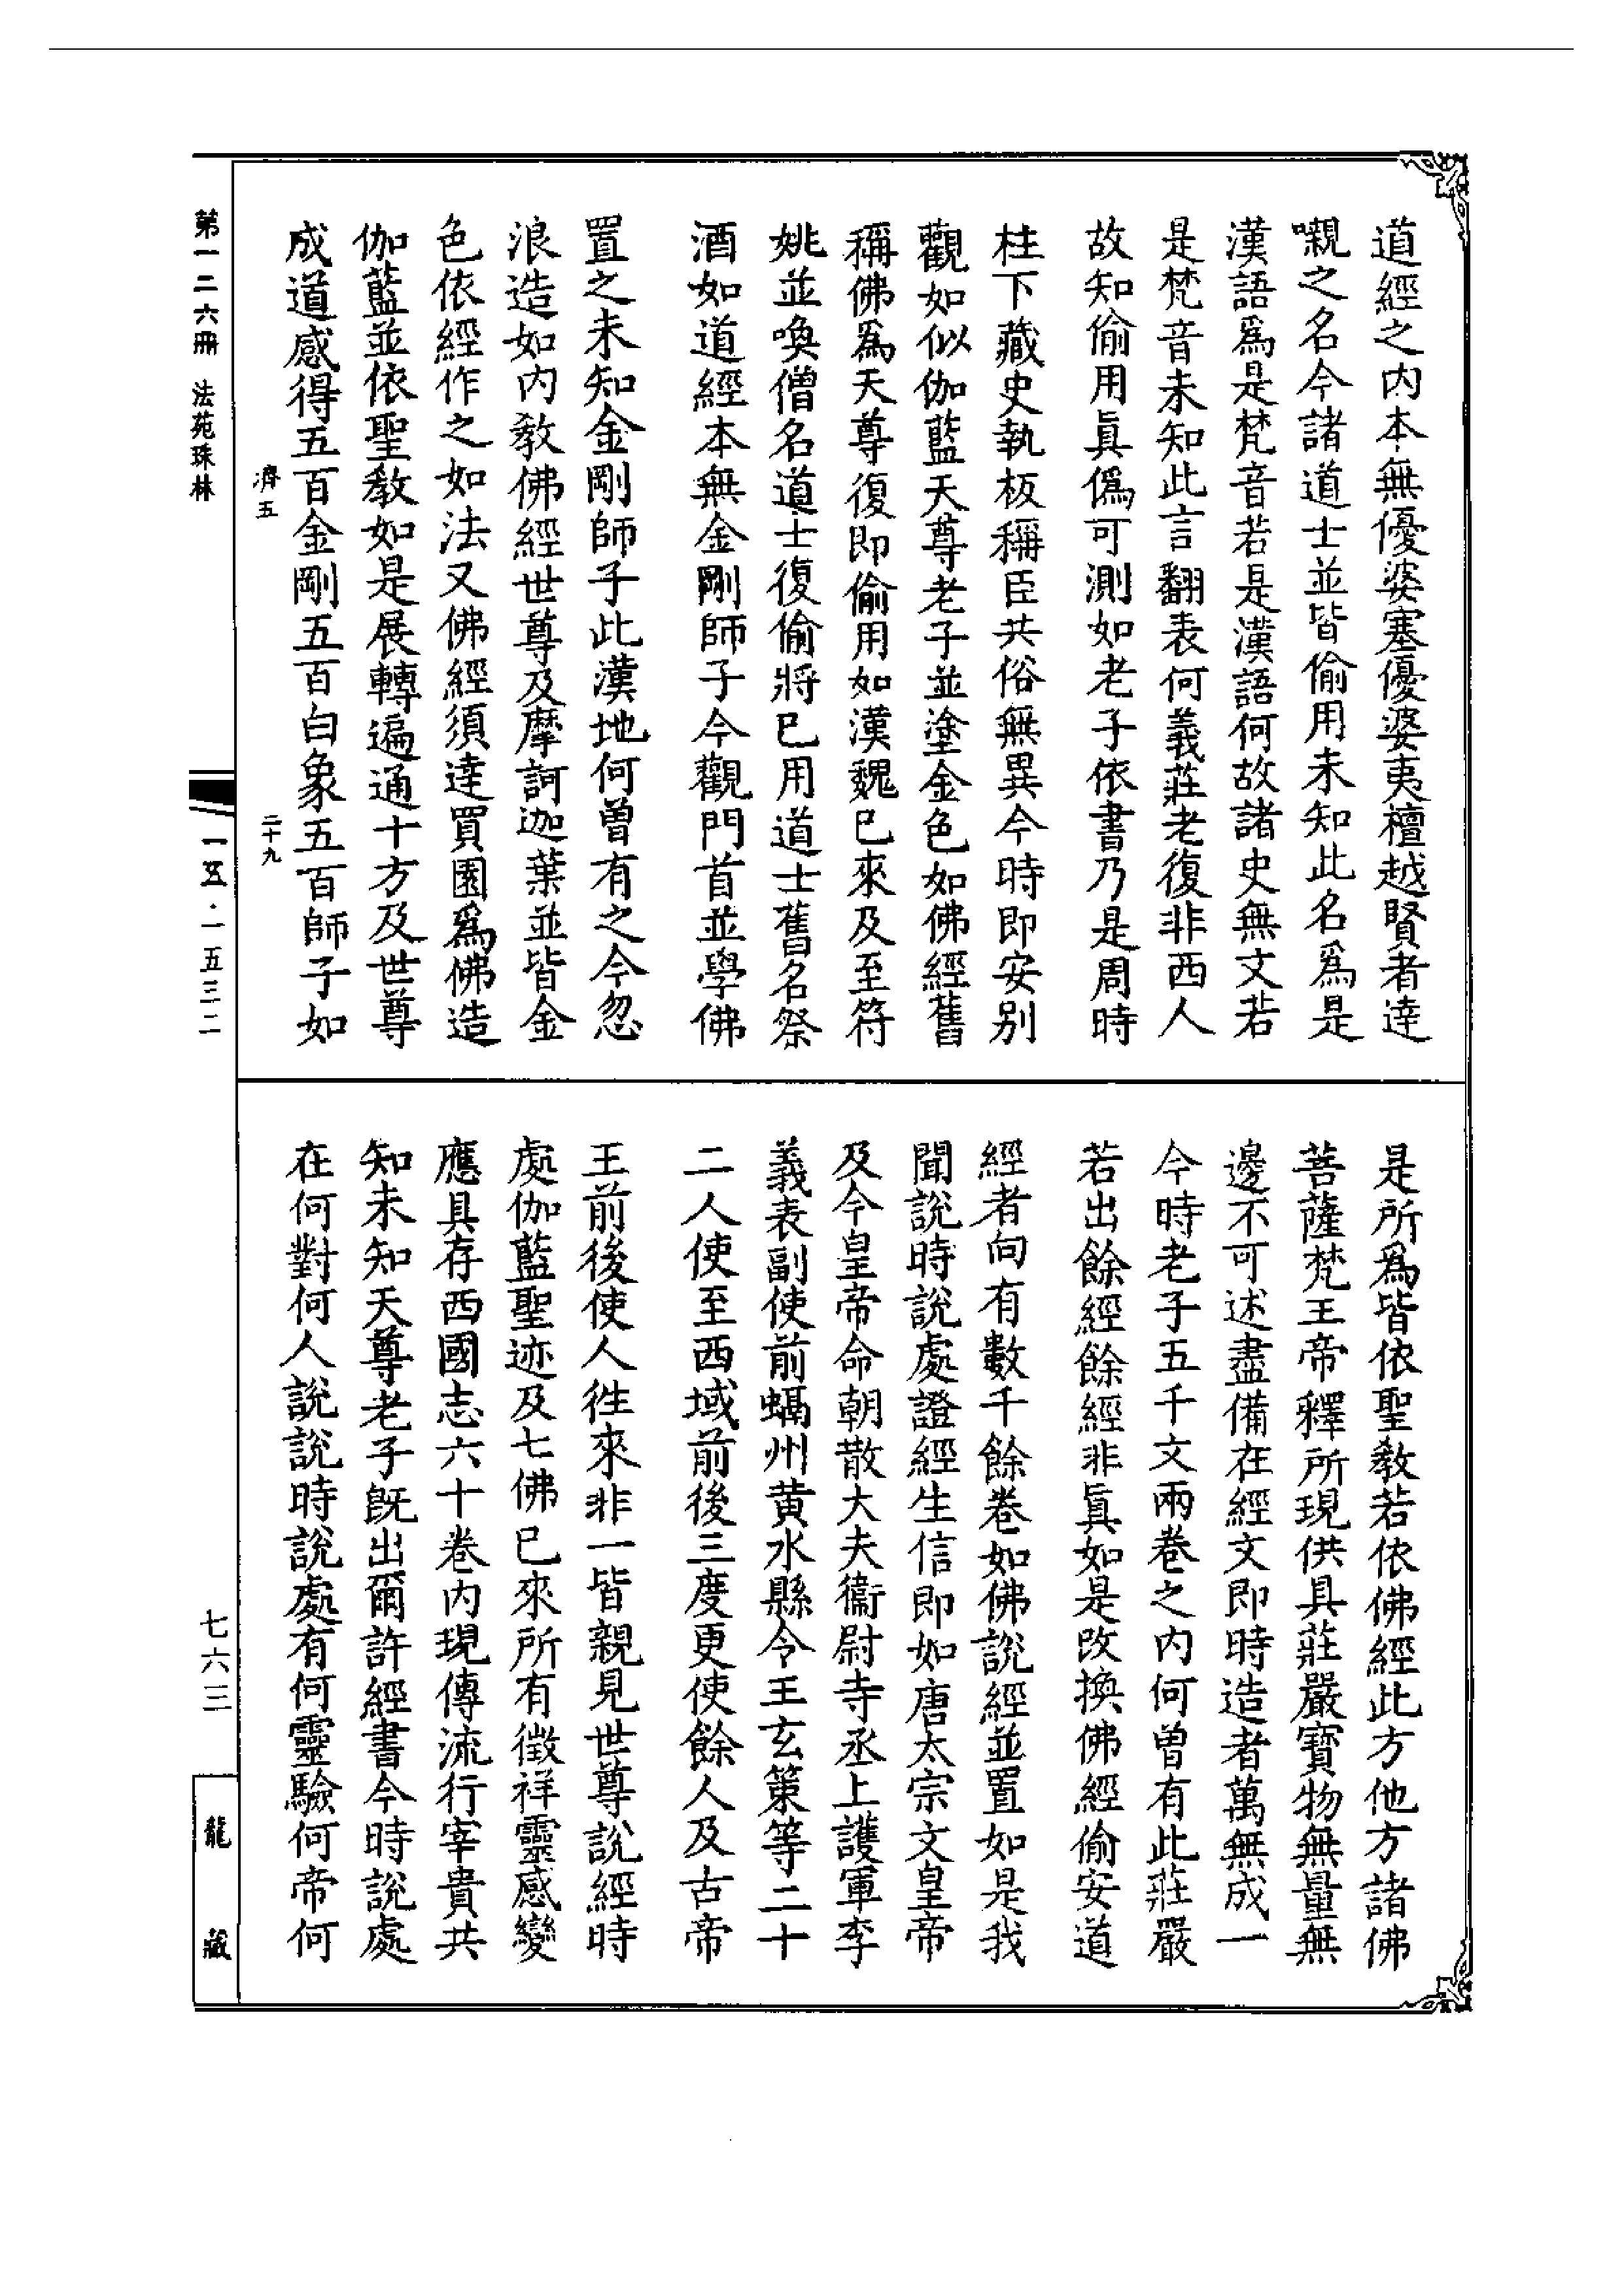 道經之內本無優婆塞優婆夷檀越賢者達
嚫之名今諸道士並皆偷用未知此名爲是
漢語爲是梵音若是漢語何故諸史無文若
是梵音未知此言翻表何義莊老復非西人
故知偷用眞僞可測如老子依書乃是周時
柱下藏史執板稱臣共俗無異今時即安別
觀如似伽藍天尊老子並塗金色如佛經舊
稱佛爲天尊復即偷用如漢魏已來及至符
姚並喚僧名道士復偷將已用道士舊名祭
酒如道經本無金剛師子今觀門首並學佛
置之未知金剛師子此漢地何曾有之今忽
浪造如內教佛經世尊及摩訶迦葉並皆金
色依經作之如法又佛經須達買園爲佛造
伽藍並依聖教如是展轉遍通十方及世尊
成道感得五百金剛五百白象五百師子如
濟五
二十九
是所爲皆依聖教若依佛經此方他方諸佛
菩薩梵王帝釋所現供具莊嚴寶物無量無
邊不可述盡備在經文即時造者萬無成一
今時老子五千文兩卷之內何曾有此莊嚴
若出餘經餘經非眞如是改換佛經偷安道
經者向有數千餘卷如佛說經並置如是我
聞說時說處證經生信即如唐太宗文皇帝
及今皇帝命朝散大夫衞尉寺丞上護軍李
義表副使前蝸州黄水縣令王玄策等二十
二人使至西域前後三度更使餘人及古帝
王前後使人徃來非一皆親見世尊說經時
處伽藍聖迹及七佛已來所有徵祥靈感變
應具存西國志六十卷內現傳流行宰貴共
知未知天尊老子既出爾許經書今時說處
在何對何人說說時說處有何靈驗何帝何
第一二六冊 法苑珠林
一五·一五三二
七六三
龍藏